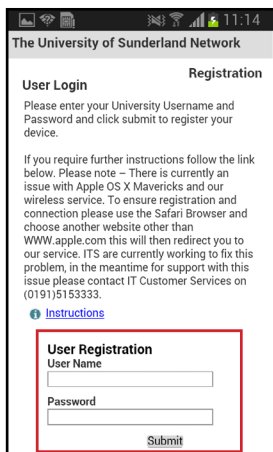 11:14
The University of Sunderland Network
Registration
User Login
Please enter your University Username and
Password and click submit to register your
device.
If you require further instructions follow the link
below. Please note – There is currently an
issue with Apple OS X Mavericks and our
wireless service. To ensure registration and
connection please use the Safari Browser and
choose another website other than
WWW.apple.com this will then redirect you to
our service. ITS are currently working to fix this
problem, in the meantime for support with this
issue please contact IT Customer Services on
(0191)5153333.
Instructions
User Registration
User Name
Password
Submit